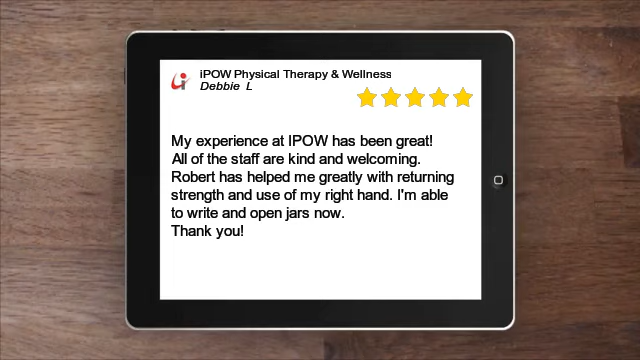 iPOW Physical Therapy & Wellness
Debbie L
My experience at IPOW has been great!
All of the staff are kind and welcoming.
Robert has helped me greatly with returning
strength and use of my right hand. I'm able
to write and open jars now.
Thank you!